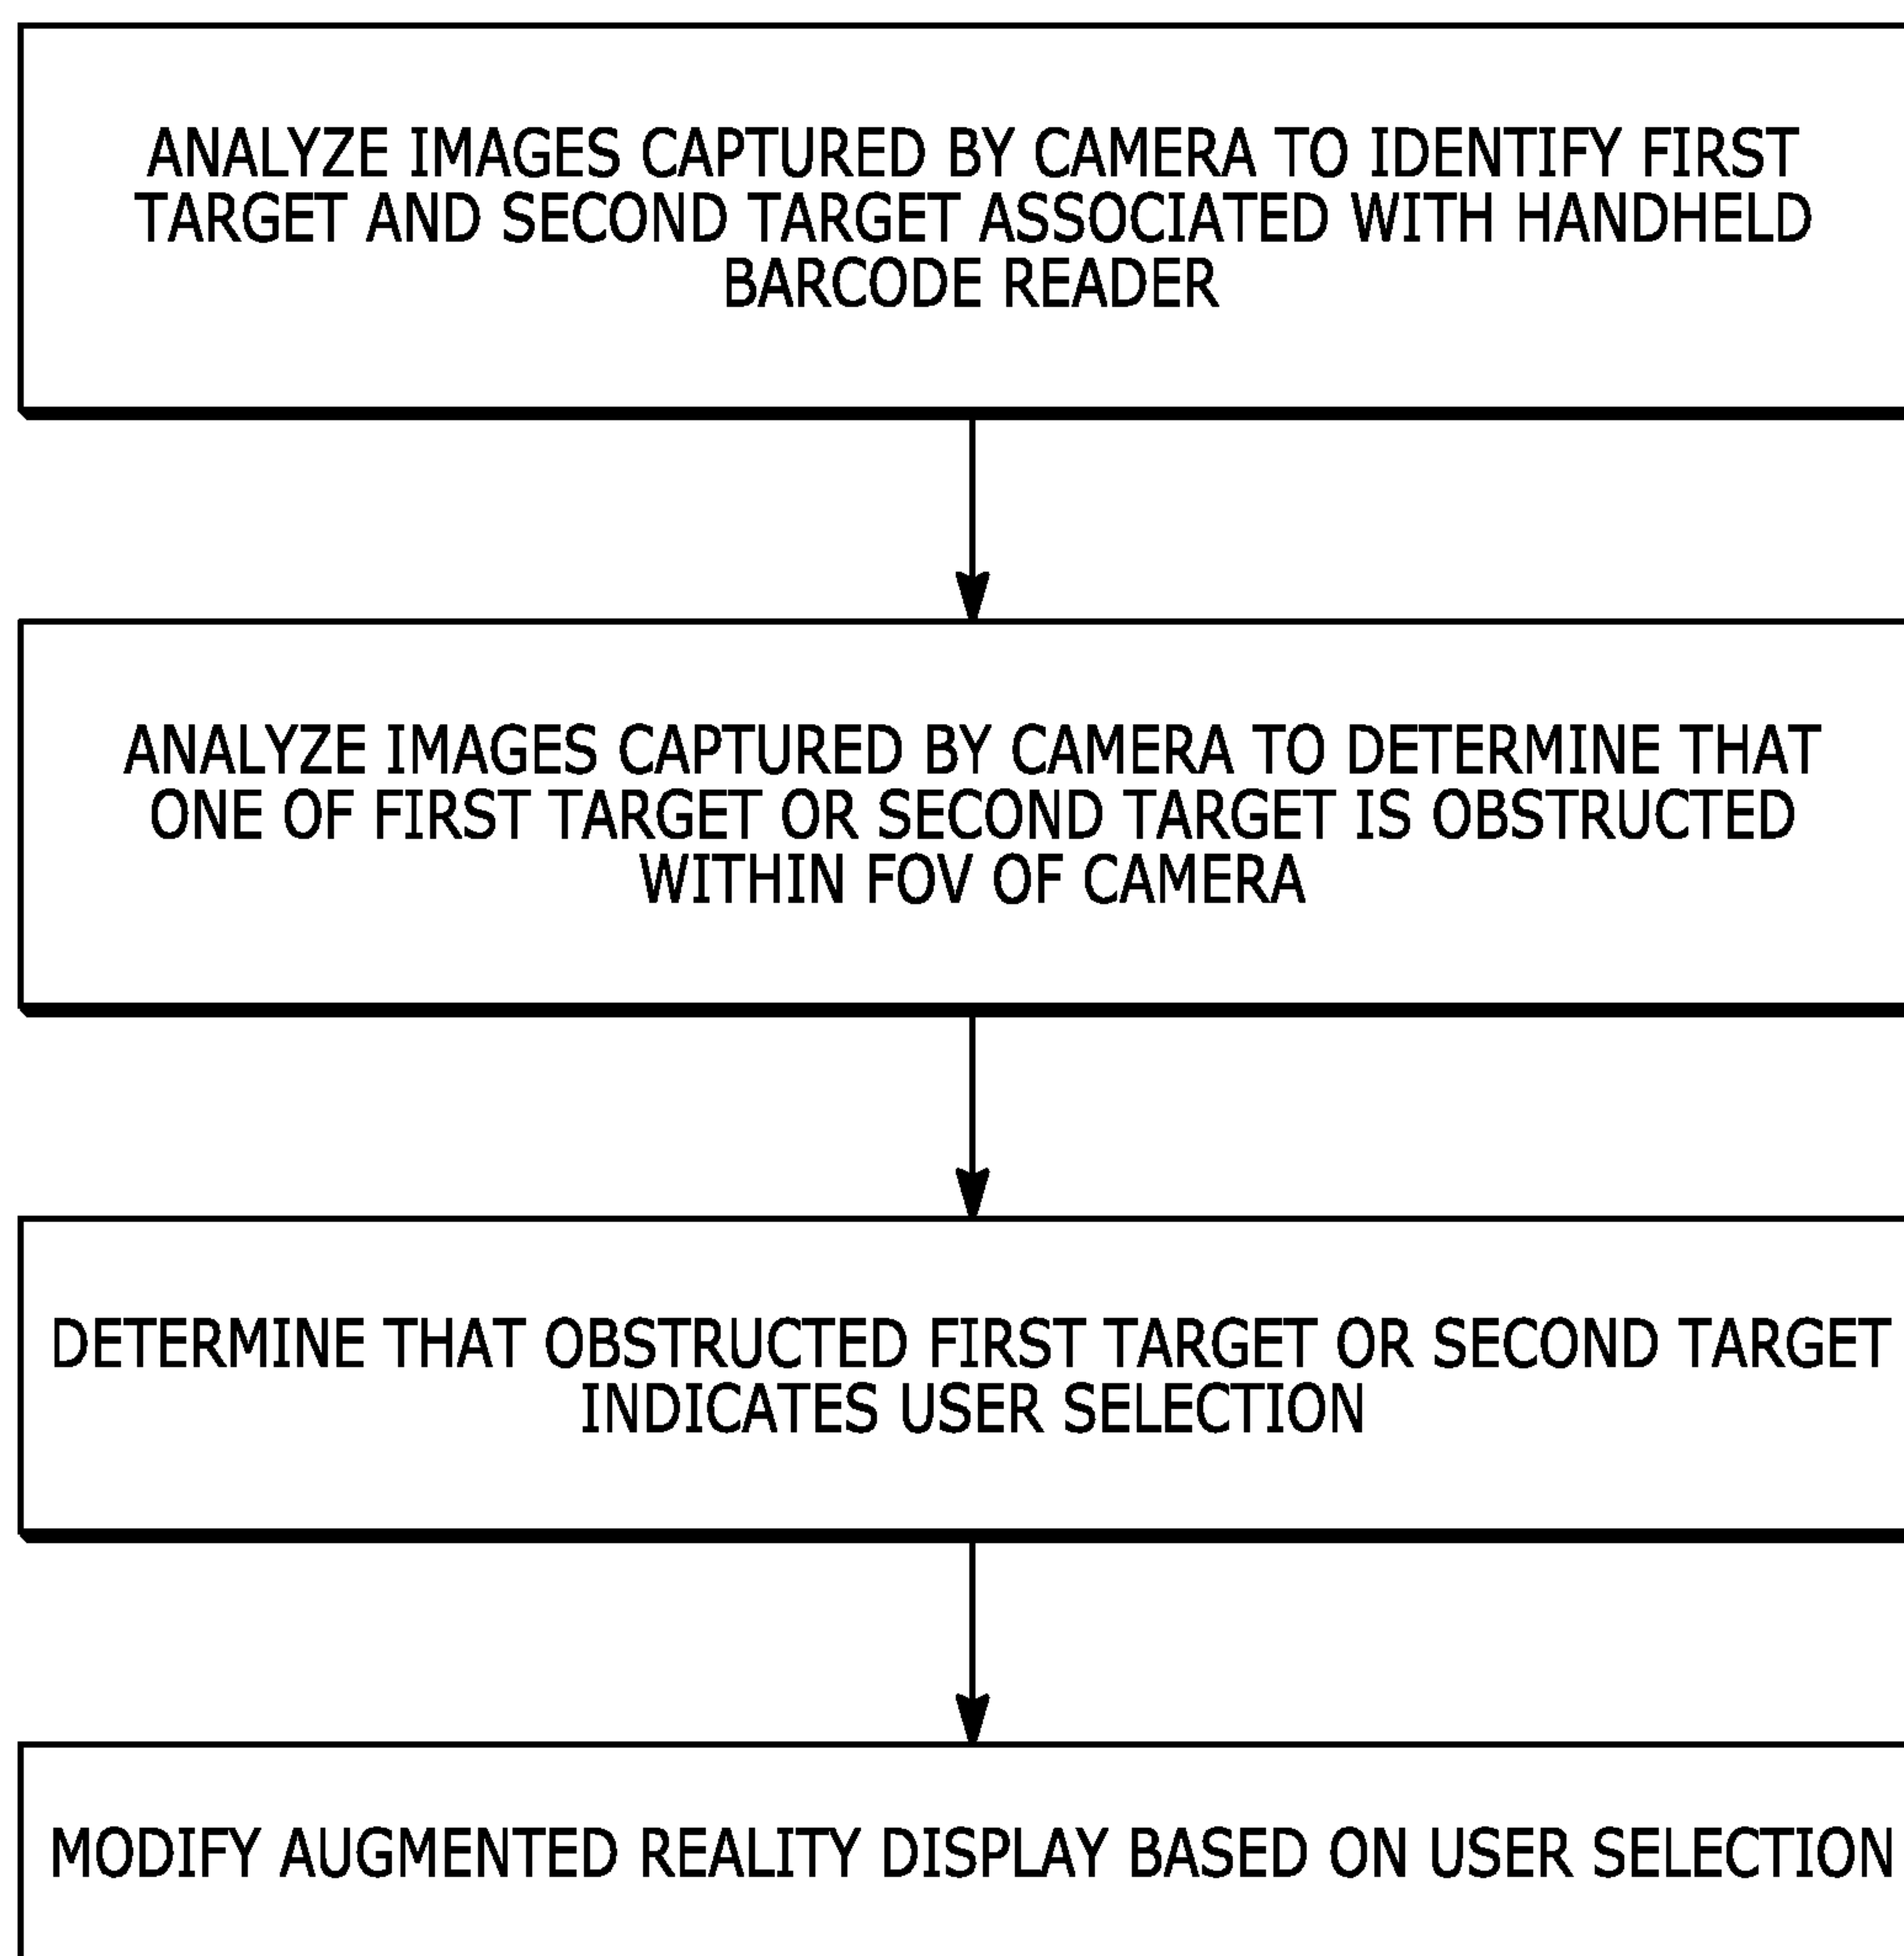 ANALYZE IMAGES CAPTURED BY CAMERA TO IDENTIFY FIRST
TARGET AND SECOND TARGET ASSOCIATED WITH HANDHELD
BARCODE READER
ANALYZE IMAGES CAPTURED BY CAMERA TO DETERMINE THAT
ONE OF FIRST TARGET OR SECOND TARGET IS OBSTRUCTED
WITHIN FOV OF CAMERA
DETERMINE THAT OBSTRUCTED FIRST TARGET OR SECOND TARGET
INDICATES USER SELECTION
MODIFY AUGMENTED REALITY DISPLAY BASED ON USER SELECTION